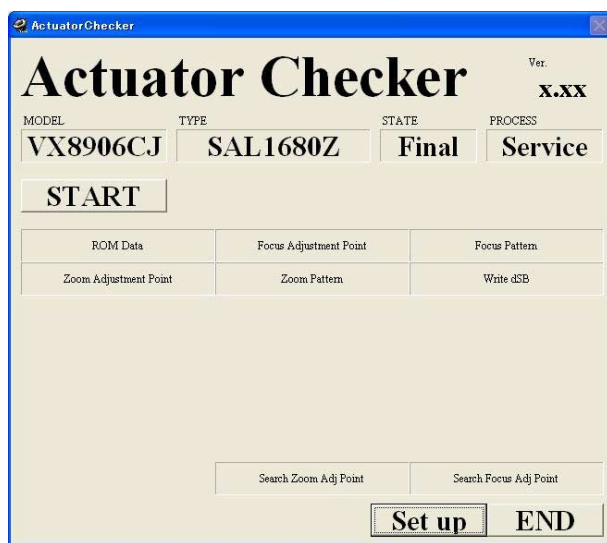 ActuatorChecker
Actuator Checker
Ver.
x.xx
MODEL TYPE STATE PROCESS
VX8906CJ SAL1680Z Final Service
START
ROM Data Focus Adjustment Point Focus Pattern
Zoom Adjustment Point Zoom Pattern Write dSB
Search Zoom Adj Point Search Focus Adj Point
Set up END